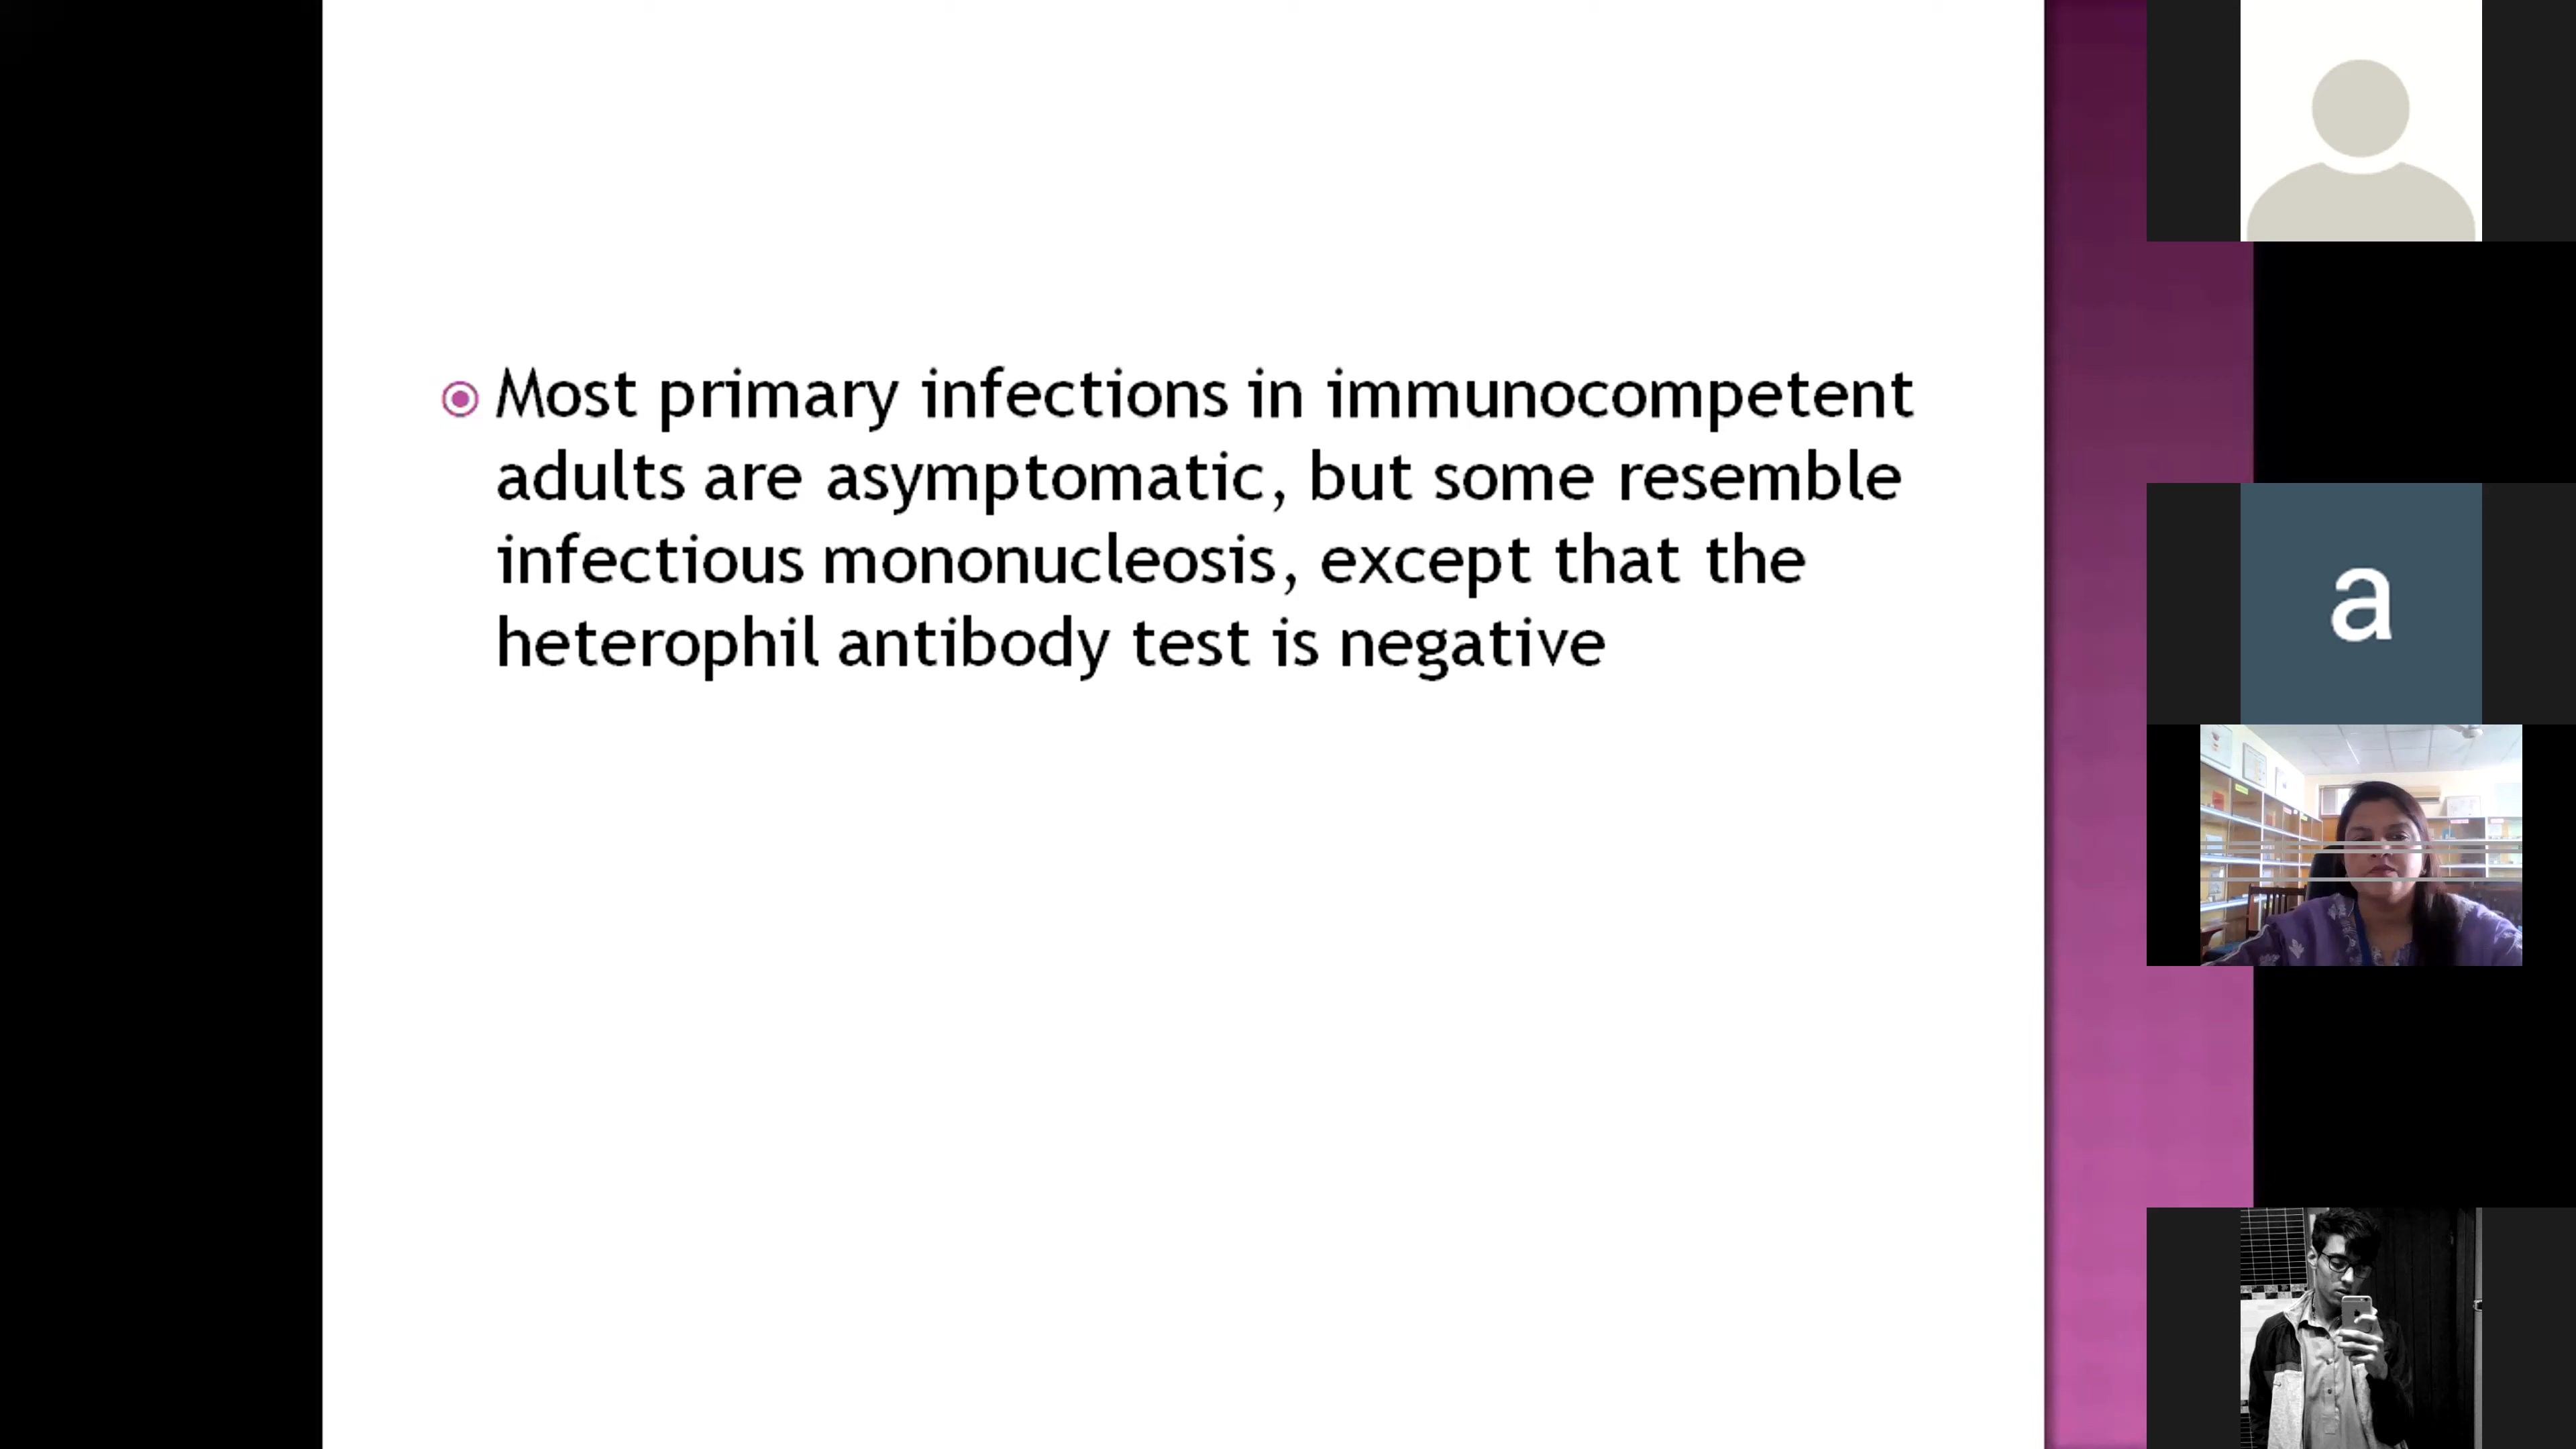 Most primary infections in immunocompetent
adults are asymptomatic, but some resemble
infectious mononucleosis, except that the
heterophil antibody test is negative
a